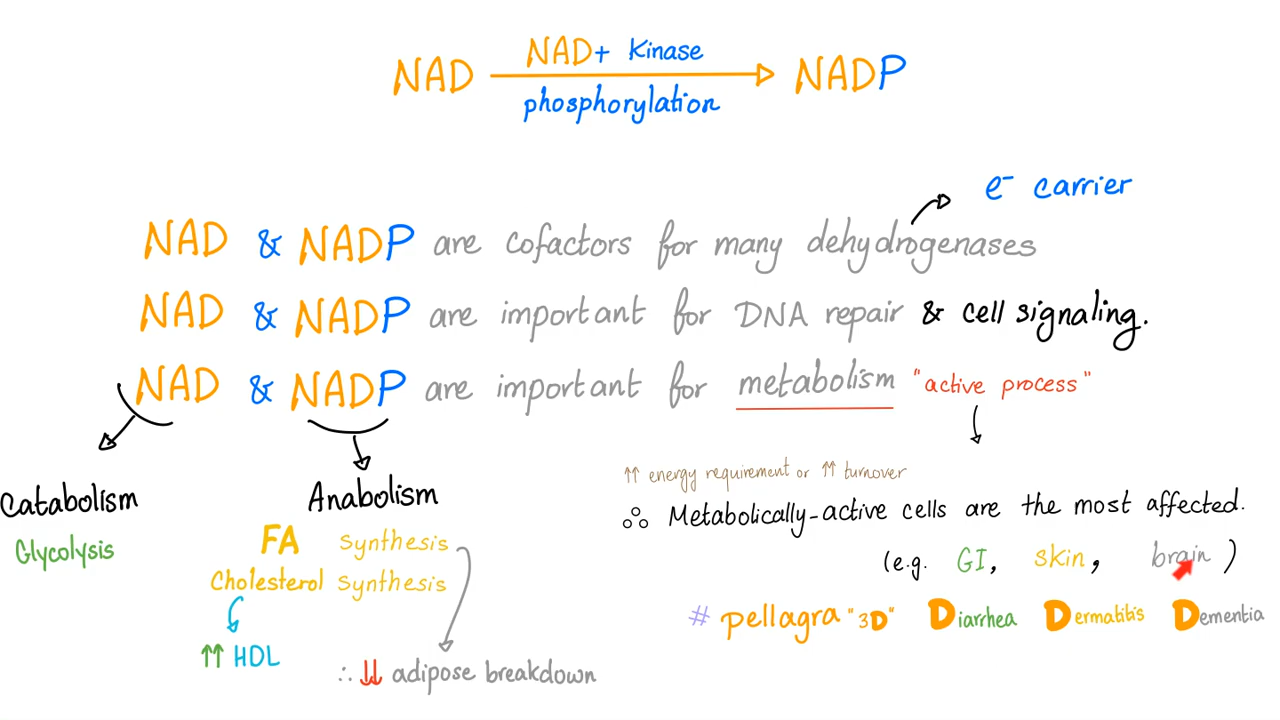 NAD+ Kinase
NAD → NADP
phosphorylation
e⁻ carrier
NAD & NADP are cofactors for many dehydrogenases
NAD & NADP are important for DNA repair & cell signaling.
NAD & NADP are important for metabolism "active process"
↑↑ energy requirement or ↑↑ turnover
Catabolism
Glycolysis
Anabolism
FA Synthesis
Cholesterol Synthesis
↑↑ HDL
∴ ↓↓ adipose breakdown
∴ Metabolically-active cells are the most affected.
(e.g. GI, skin, brain)
# pellagra "3D" Diarrhea Dermatitis Dementia